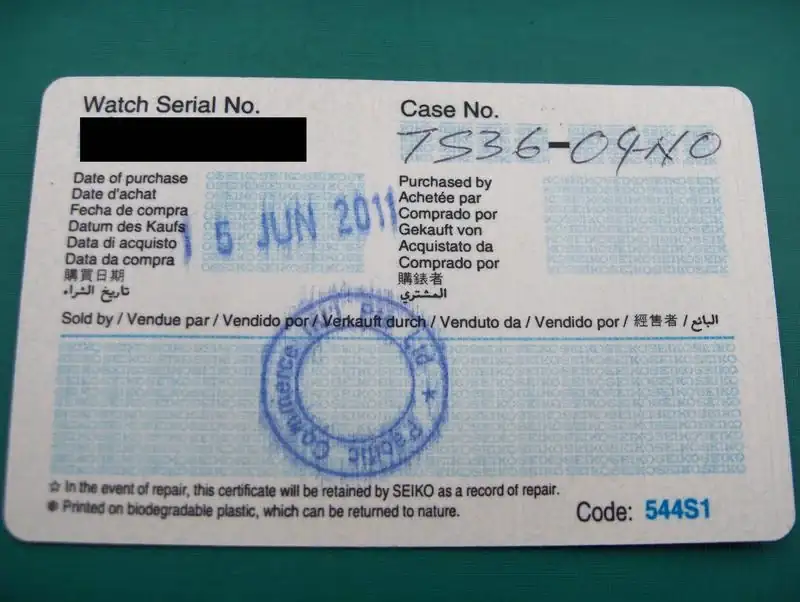 Watch Serial No.
Case No.
7S36-04N0
Date of purchase
Date d'achat
Fecha de compra
Datum des Kaufs
Data di acquisto
Data da compra
購買日期
تاريخ الشراء
15 JUN 2011
Purchased by
Achetée par
Comprado por
Gekauft von
Acquistato da
Comprado por
購錶者
المشتري
Sold by / Vendue par / Vendido por / Verkauft durch / Venduto da / Vendido por / 經售者 / البائع
Pacific Commerce Ltd ★
☆ In the event of repair, this certificate will be retained by SEIKO as a record of repair.
● Printed on biodegradable plastic, which can be returned to nature.
Code: 544S1